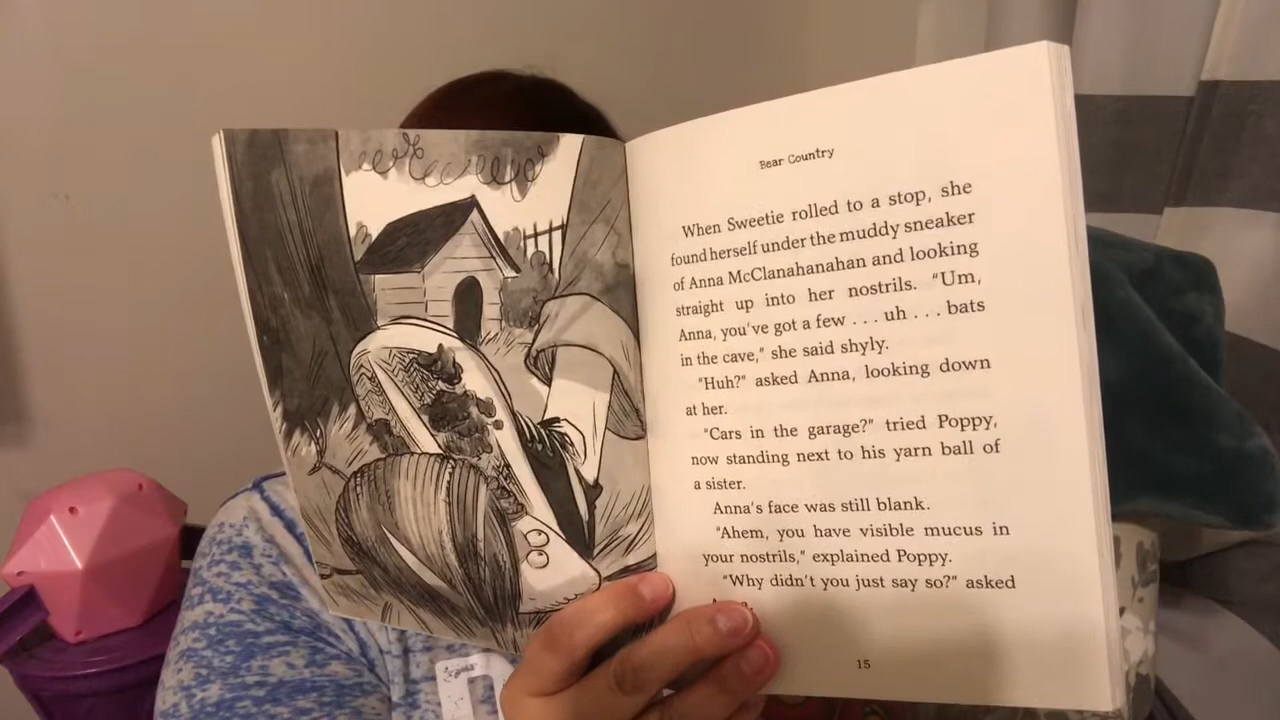 Bear Country
When Sweetie rolled to a stop, she
found herself under the muddy sneaker
of Anna McClanahanahan and looking
straight up into her nostrils. "Um,
Anna, you've got a few . . . uh . . . bats
in the cave," she said shyly.
"Huh?" asked Anna, looking down
at her.
"Cars in the garage?" tried Poppy,
now standing next to his yarn ball of
a sister.
Anna's face was still blank.
"Ahem, you have visible mucus in
your nostrils," explained Poppy.
"Why didn't you just say so?" asked
15